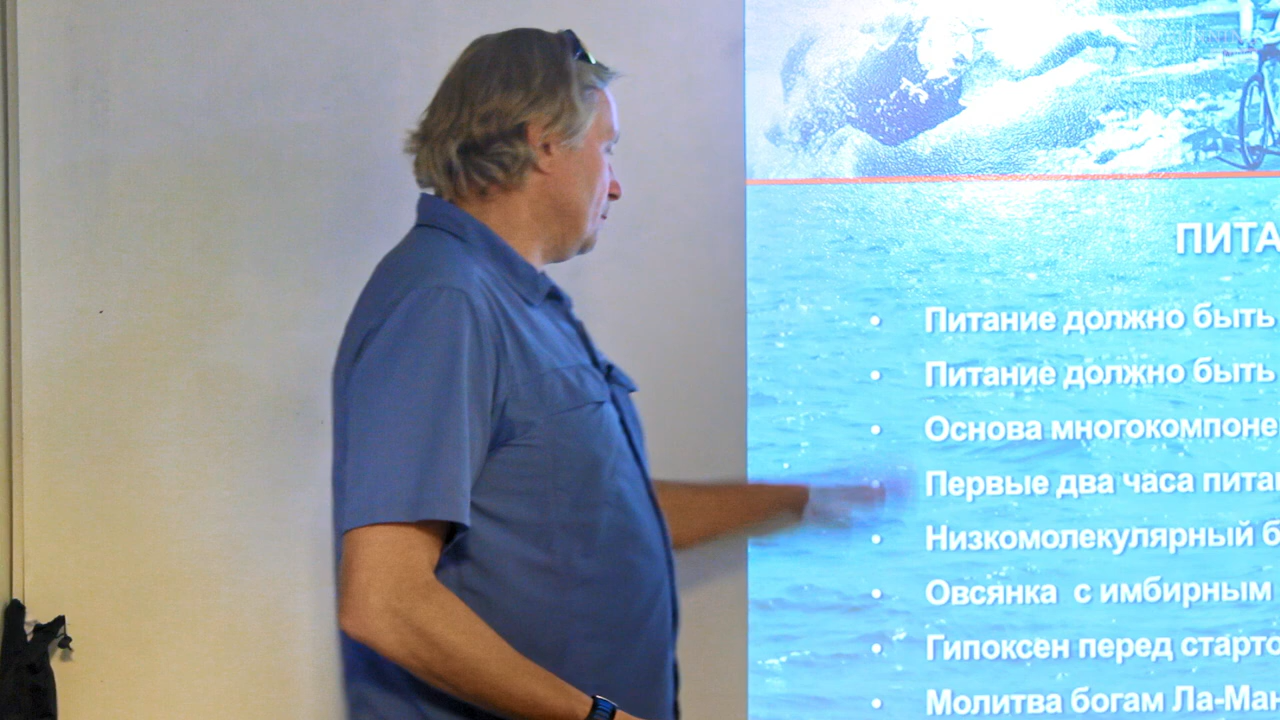 ПИТА
• Питание должно быть
• Питание должно быть
• Основа многокомпоне
• Первые два часа пита
• Низкомолекулярный б
• Овсянка с имбирным
• Гипоксен перед старто
• Молитва богам Ла-Ман